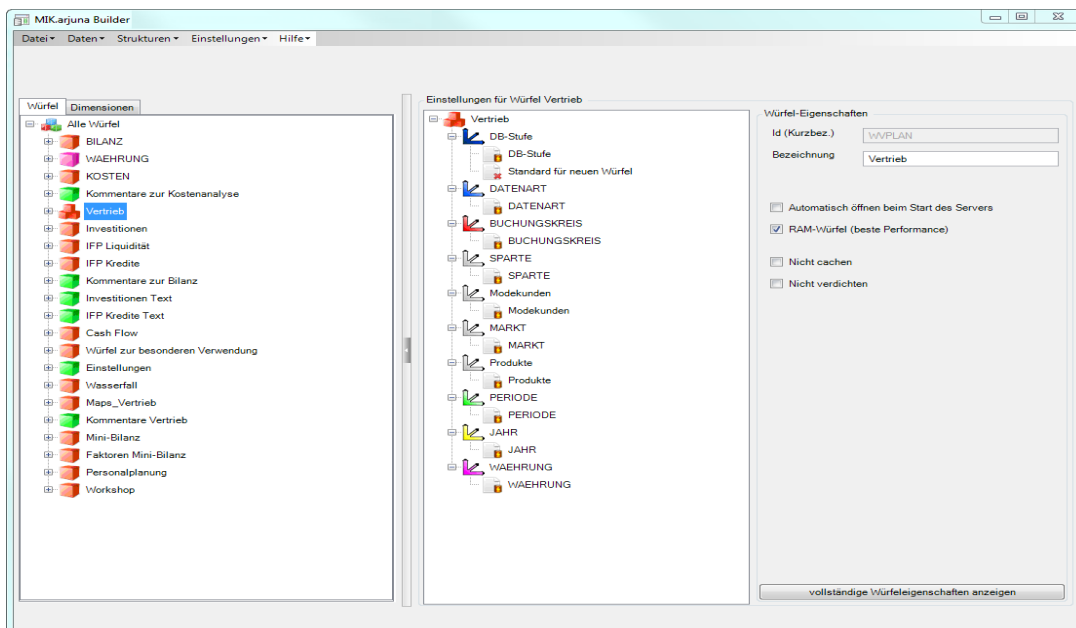 MIK.arjuna Builder
Datei Daten Strukturen Einstellungen Hilfe
Würfel Dimensionen
Alle Würfel
BILANZ
WAEHRUNG
KOSTEN
Kommentare zur Kostenanalyse
Vertrieb
Investitionen
IFP Liquidität
IFP Kredite
Kommentare zur Bilanz
Investitionen Text
IFP Kredite Text
Cash Flow
Würfel zur besonderen Verwendung
Einstellungen
Wasserfall
Maps_Vertrieb
Kommentare Vertrieb
Mini-Bilanz
Faktoren Mini-Bilanz
Personalplanung
Workshop
Einstellungen für Würfel Vertrieb
Vertrieb
DB-Stufe
DB-Stufe
Standard für neuen Würfel
DATENART
DATENART
BUCHUNGSKREIS
BUCHUNGSKREIS
SPARTE
SPARTE
Modekunden
Modekunden
MARKT
MARKT
Produkte
Produkte
PERIODE
PERIODE
JAHR
JAHR
WAEHRUNG
WAEHRUNG
Würfel-Eigenschaften
Id (Kurzbez.) WVPLAN
Bezeichnung Vertrieb
Automatisch öffnen beim Start des Servers
RAM-Würfel (beste Performance)
Nicht cachen
Nicht verdichten
vollständige Würfeleigenschaften anzeigen